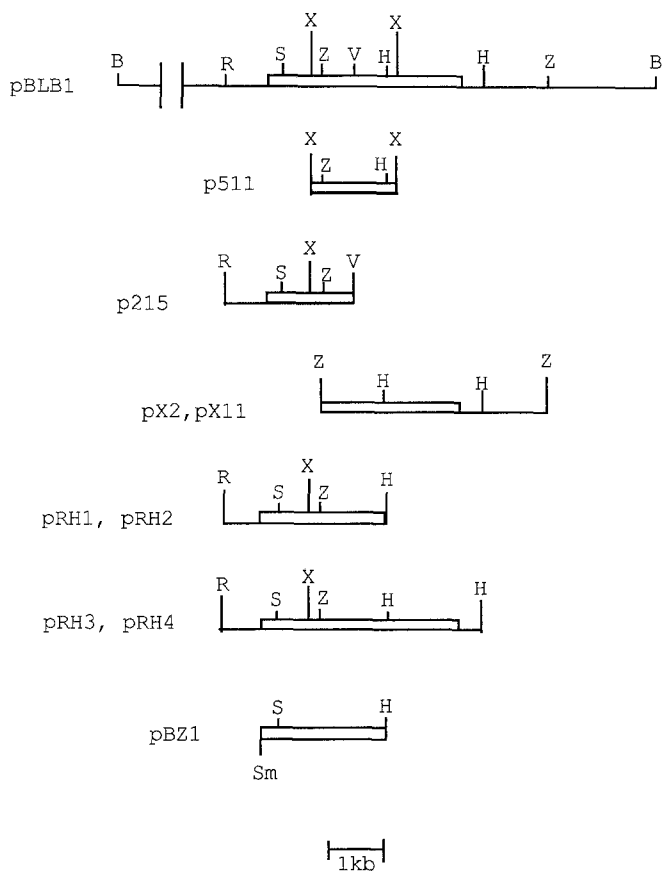 X X
S Z V
B R H H Z B
pBLB1
X X
Z H
p511
R X V
S Z
p215
Z Z
H H
pX2,pX11
R X H
S Z
pRH1, pRH2
R X H
S Z H
pRH3, pRH4
S H
pBZ1
Sm
1kb